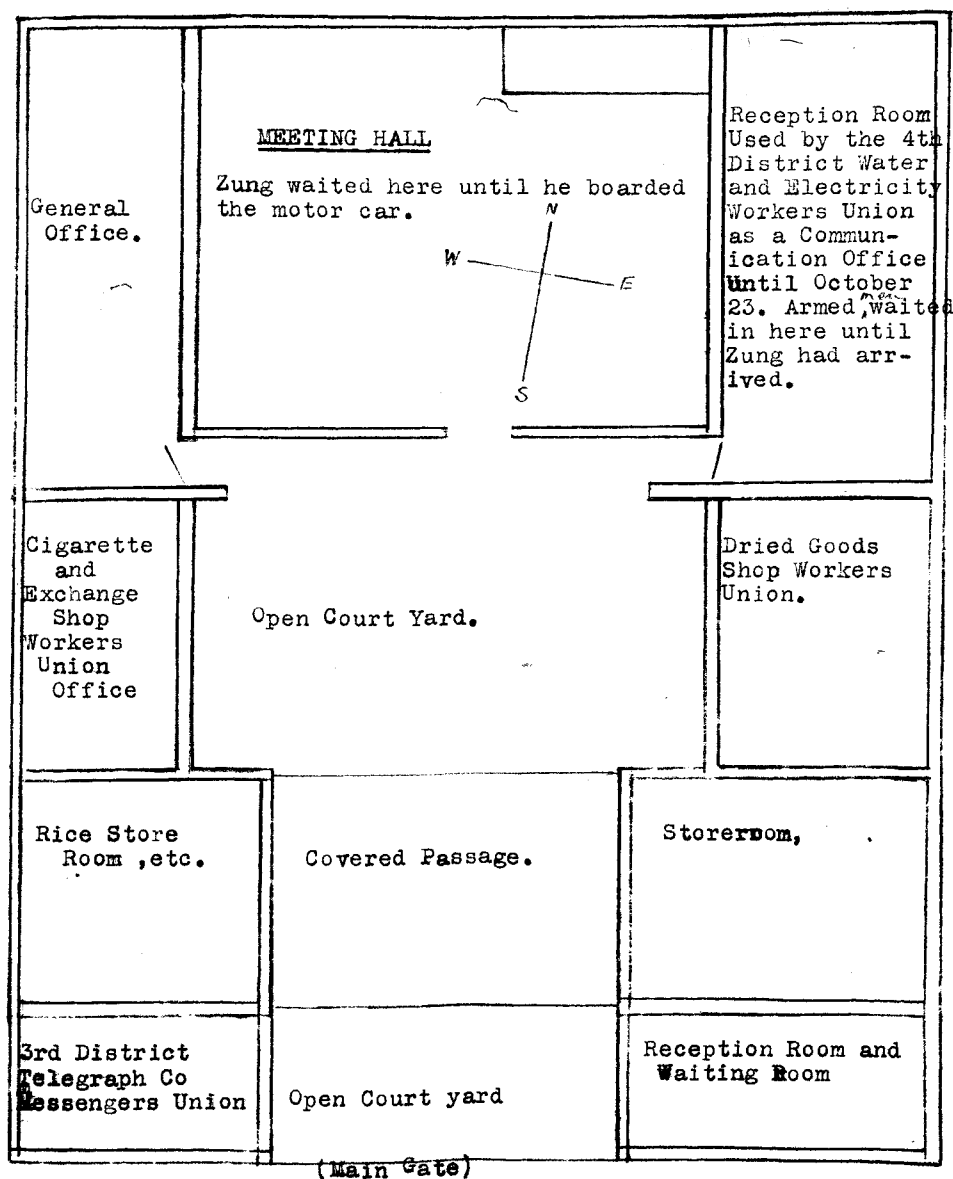 MEETING HALL
Zung waited here until he boarded
the motor car.
General
Office.
N
W
E
S
Reception Room
Used by the 4th
District Water
and Electricity
Workers Union
as a Commun-
ication Office
Until October
23. Armed men waited
in here until
Zung had arr-
ived.
Cigarette
and
Exchange
Shop
Workers
Union
Office
Open Court Yard.
Dried Goods
Shop Workers
Union.
Rice Store
Room ,etc.
Covered Passage.
Storeroom,
3rd District
Telegraph Co
Messengers Union
Open Court yard
Reception Room and
Waiting Room
(Main Gate)